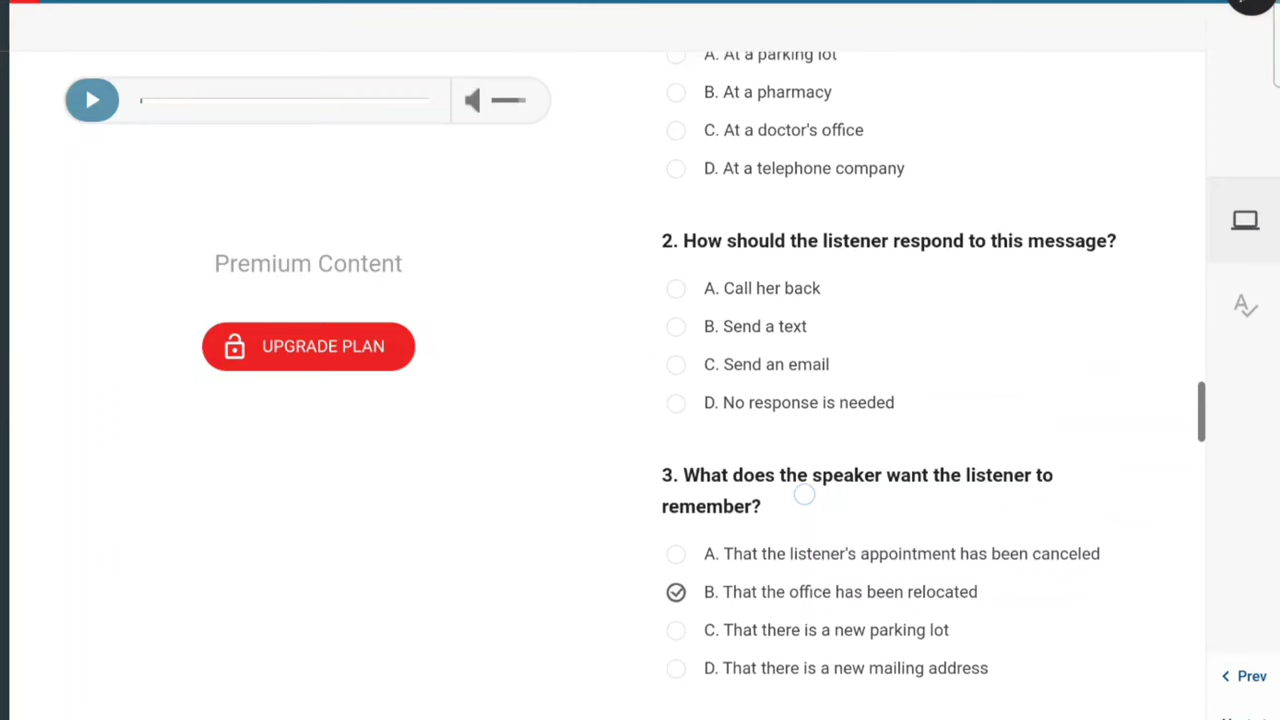 A. At a parking lot
B. At a pharmacy
C. At a doctor's office
D. At a telephone company
Premium Content
UPGRADE PLAN
2. How should the listener respond to this message?
A. Call her back
B. Send a text
C. Send an email
D. No response is needed
3. What does the speaker want the listener to
remember?
A. That the listener's appointment has been canceled
B. That the office has been relocated
C. That there is a new parking lot
D. That there is a new mailing address
Prev